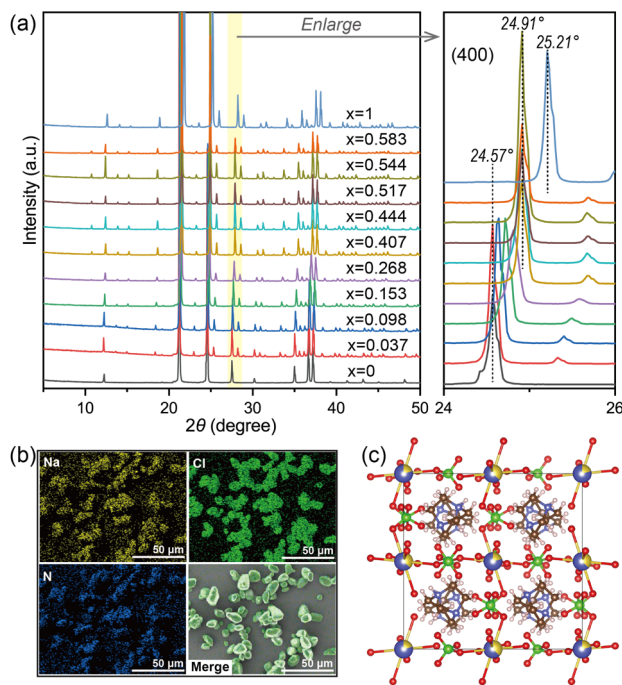 (a)
Enlarge
24.91°
25.21°
(400)
24.57°
x=1
x=0.583
x=0.544
x=0.517
x=0.444
x=0.407
x=0.268
x=0.153
x=0.098
x=0.037
x=0
Intensity (a.u.)
10 20 30 40 50
2θ (degree)
24 25 26
(b)
Na
50 µm
Cl
50 µm
N
50 µm
Merge
50 µm
(c)